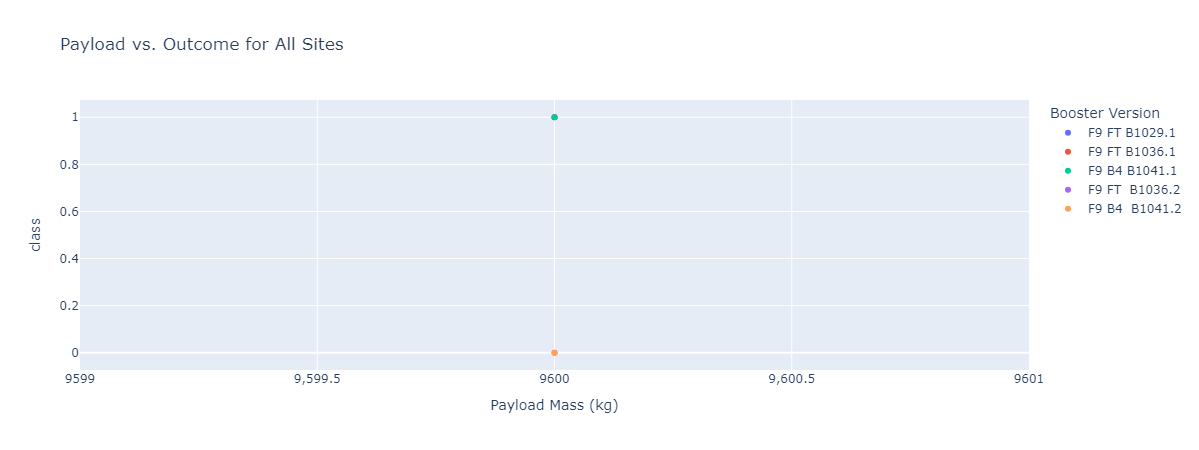 Payload vs. Outcome for All Sites
Booster Version
F9 FT B1029.1
F9 FT B1036.1
F9 B4 B1041.1
F9 FT  B1036.2
F9 B4  B1041.2
class
1
0.8
0.6
0.4
0.2
0
9599
9,599.5
9600
9,600.5
9601
Payload Mass (kg)